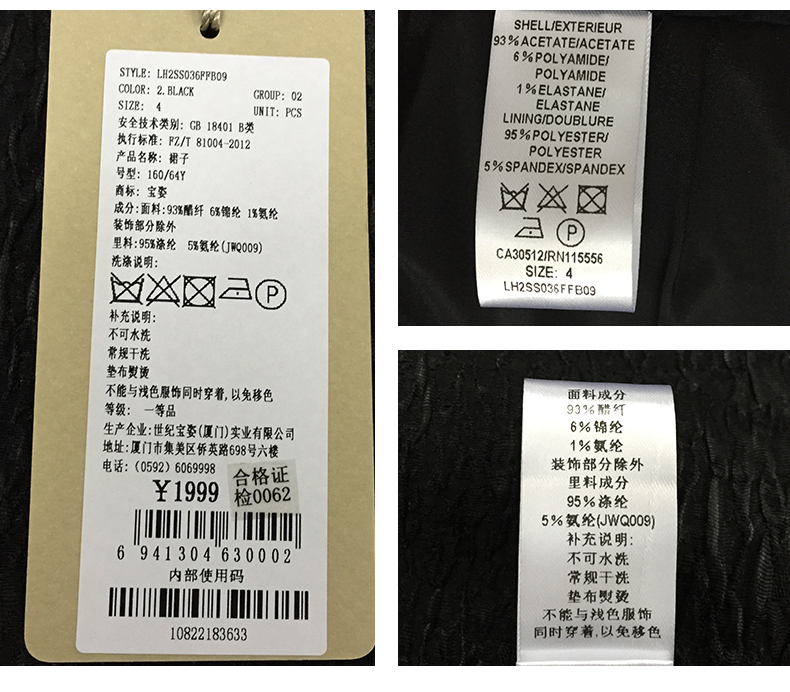 STYLE: LH2SS036FFB09
COLOR: 2.BLACK
GROUP: 02
SIZE: 4
UNIT: PCS
安全技术类别: GB 18401 B类
执行标准: FZ/T 81004-2012
产品名称: 裙子
号型: 160/64Y
商标: 宝姿
成分:面料:93%醋纤 6%锦纶 1%氨纶
装饰部分除外
里料:95%涤纶 5%氨纶(JWQ009)
洗涤说明:
P
补充说明:
不可水洗
常规干洗
垫布熨烫
不能与浅色服饰同时穿着,以免移色
等级: 一等品
生产企业:世纪宝姿(厦门)实业有限公司
地址:厦门市集美区侨英路698号六楼
电话: (0592) 6069998
¥1999
合格证
检0062
6 941304 630002
内部使用码
10822183633
SHELL/EXTERIEUR
93%ACETATE/ACETATE
6%POLYAMIDE/
POLYAMIDE
1%ELASTANE/
ELASTANE
LINING/DOUBLURE
95%POLYESTER/
POLYESTER
5%SPANDEX/SPANDEX
P
CA30512/RN115556
SIZE: 4
LH2SS036FFB09
面料成分
93%醋纤
6%锦纶
1%氨纶
装饰部分除外
里料成分
95%涤纶
5%氨纶(JWQ009)
补充说明:
不可水洗
常规干洗
垫布熨烫
不能与浅色服饰
同时穿着,以免移色